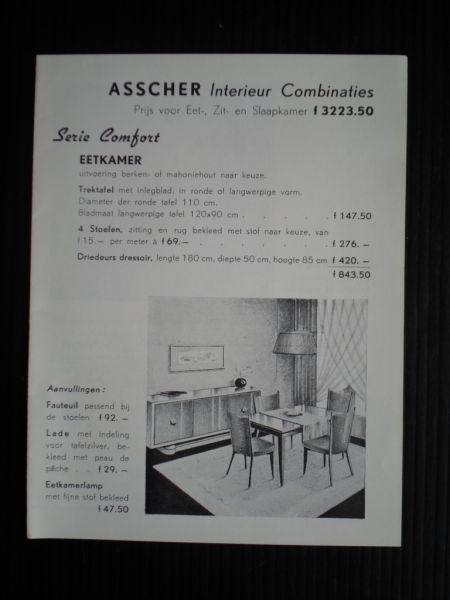 ASSCHER Interieur Combinaties
Prijs voor Eet-, Zit- en Slaapkamer f 3223.50
Serie Comfort
EETKAMER
uitvoering berken- of mahoniehout naar keuze.
Trektafel met inlegblad, in ronde of langwerpige vorm.
Diameter der ronde tafel 110 cm.
Bladmaat langwerpige tafel 120x90 cm . . . . . . f 147.50
4 Stoelen, zitting en rug bekleed met stof naar keuze, van
f 15.— per meter à f 69.— . . . . . . . f 276. —
Driedeurs dressoir, lengte 180 cm, diepte 50 cm, hoogte 85 cm f 420. —
f 843.50
Aanvullingen :
Fauteuil passend bij
de stoelen f 92. —
Lade met indeling
voor tafelzilver, be-
kleed met peau de
pêche . . f 29. —
Eetkamerlamp
met fijne stof bekleed
f 47.50